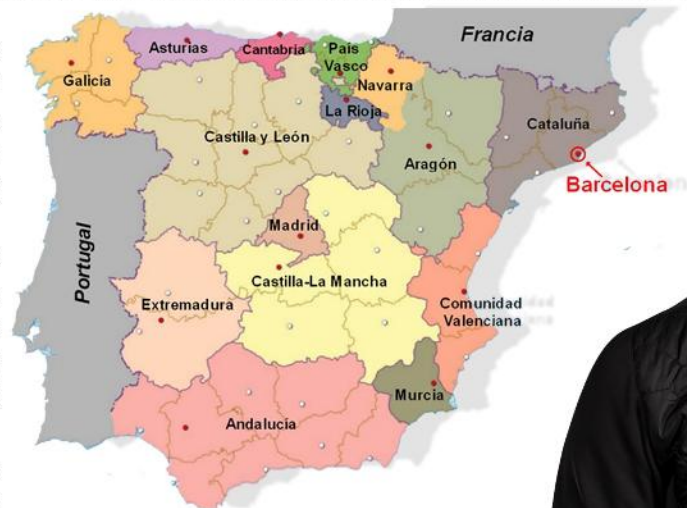 Francia
País
Vasco
Asturias
Cantabria
Galicia
Navarra
La Rioja
Cataluña
Castilla y León
Aragón
Barcelona
Madrid
Portugal
Castilla-La Mancha
Extremadura
Comunidad
Valenciana
Murcia
Andalucía